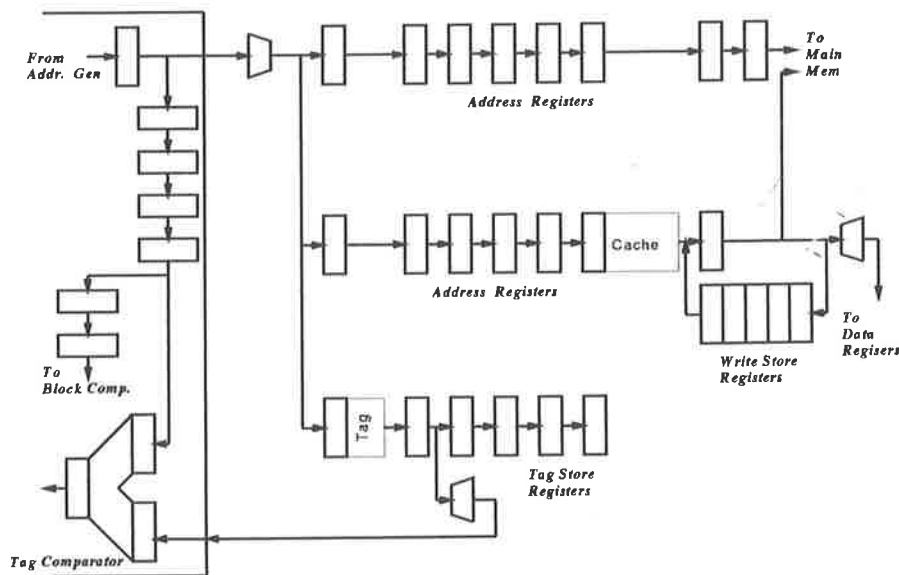 From
Addr. Gen
To
Main
Mem
Address Registers
Cache
Address Registers
To
Data
Regisers
Write Store
Registers
To
Block Comp.
Tag
Tag Store
Registers
Tag Comparator